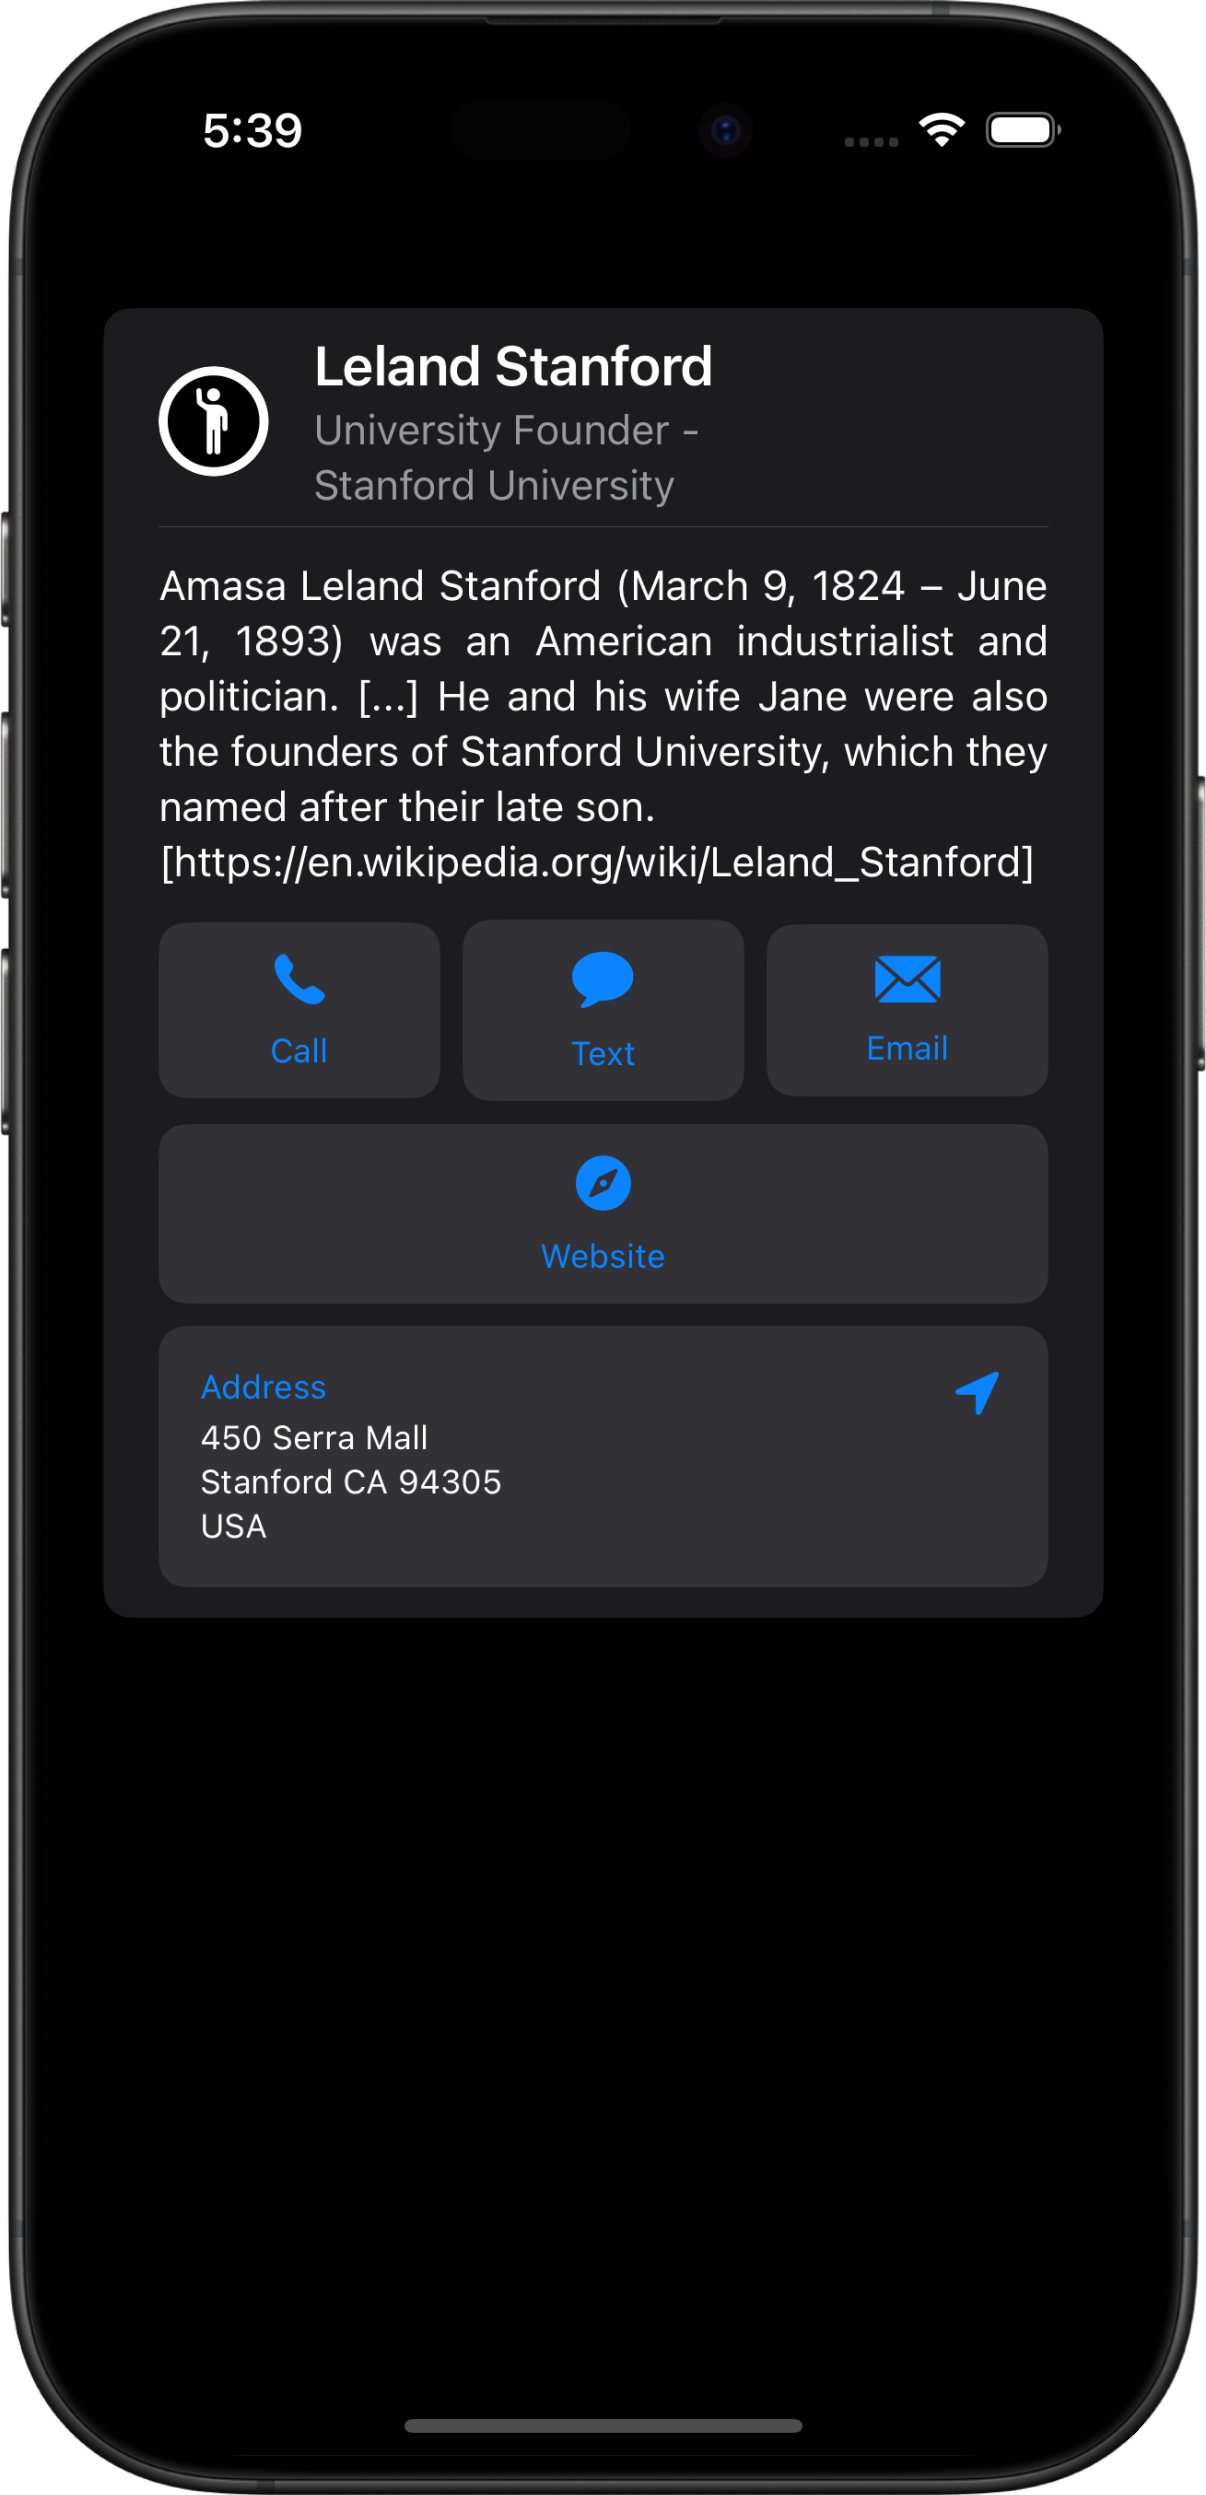 5:39
Leland Stanford
University Founder -
Stanford University
Amasa Leland Stanford (March 9, 1824 – June
21, 1893) was an American industrialist and
politician. [...] He and his wife Jane were also
the founders of Stanford University, which they
named after their late son.
[https://en.wikipedia.org/wiki/Leland_Stanford]
Call
Text
Email
Website
Address
450 Serra Mall
Stanford CA 94305
USA